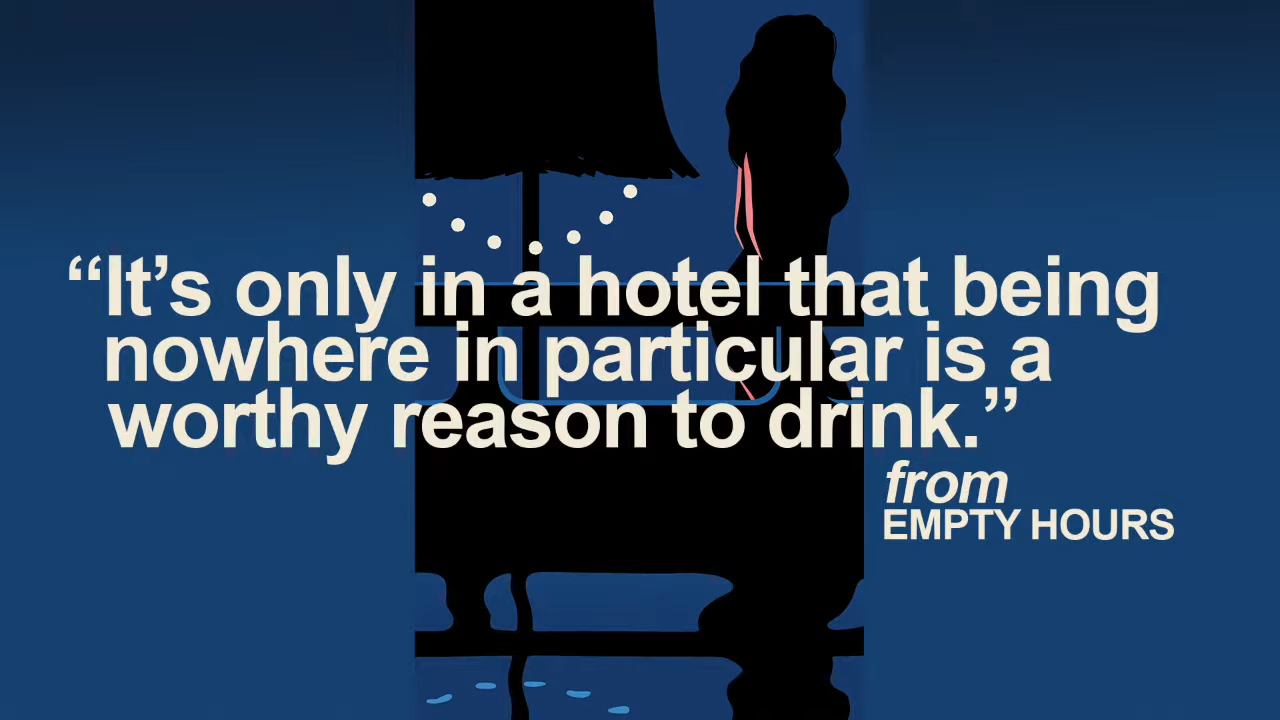 “It’s only in a hotel that being
nowhere in particular is a
worthy reason to drink.”
from
EMPTY HOURS